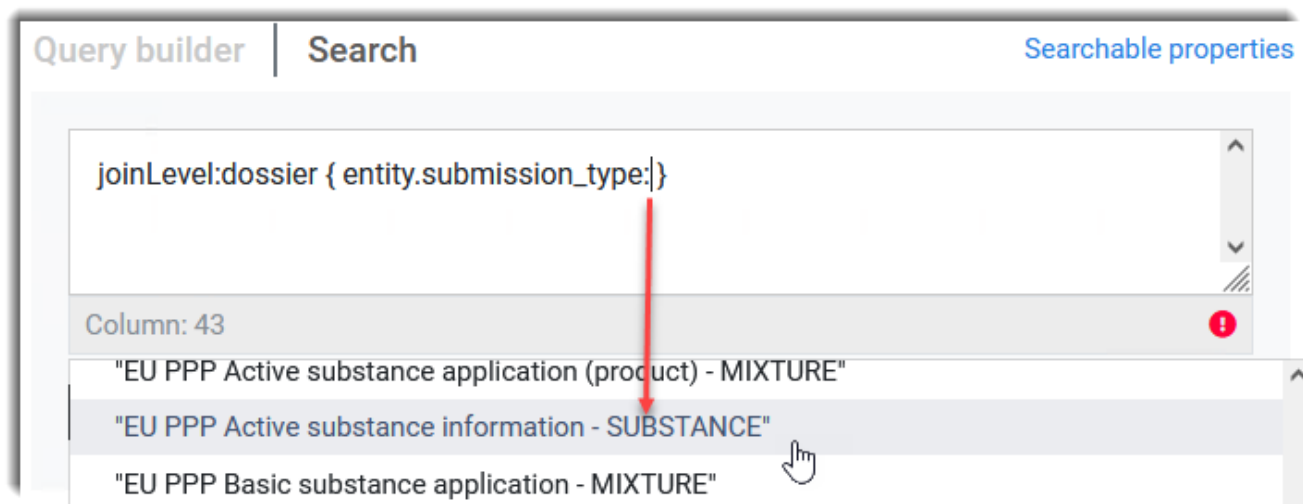 Query builder Search Searchable properties
joinLevel:dossier { entity.submission_type: }
Column: 43
"EU PPP Active substance application (product) - MIXTURE"
"EU PPP Active substance information - SUBSTANCE"
"EU PPP Basic substance application - MIXTURE"